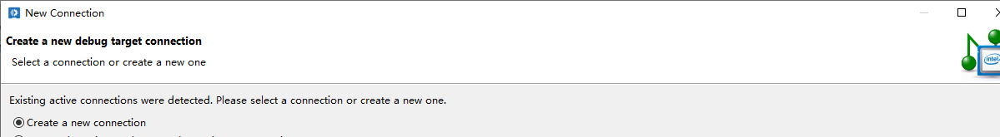 New Connection
Create a new debug target connection
Select a connection or create a new one
intel
Existing active connections were detected. Please select a connection or create a new one.
Create a new connection